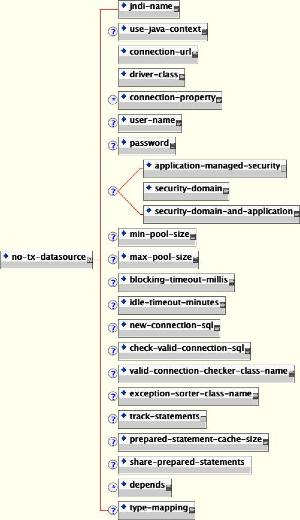 jndi-name
use-java-context
connection-url
driver-class
connection-property
user-name
password
application-managed-security
security-domain
security-domain-and-application
min-pool-size
no-tx-datasource
max-pool-size
blocking-timeout-millis
idle-timeout-minutes
new-connection-sql
check-valid-connection-sql
valid-connection-checker-class-name
exception-sorter-class-name
track-statements
prepared-statement-cache-size
share-prepared-statements
depends
type-mapping